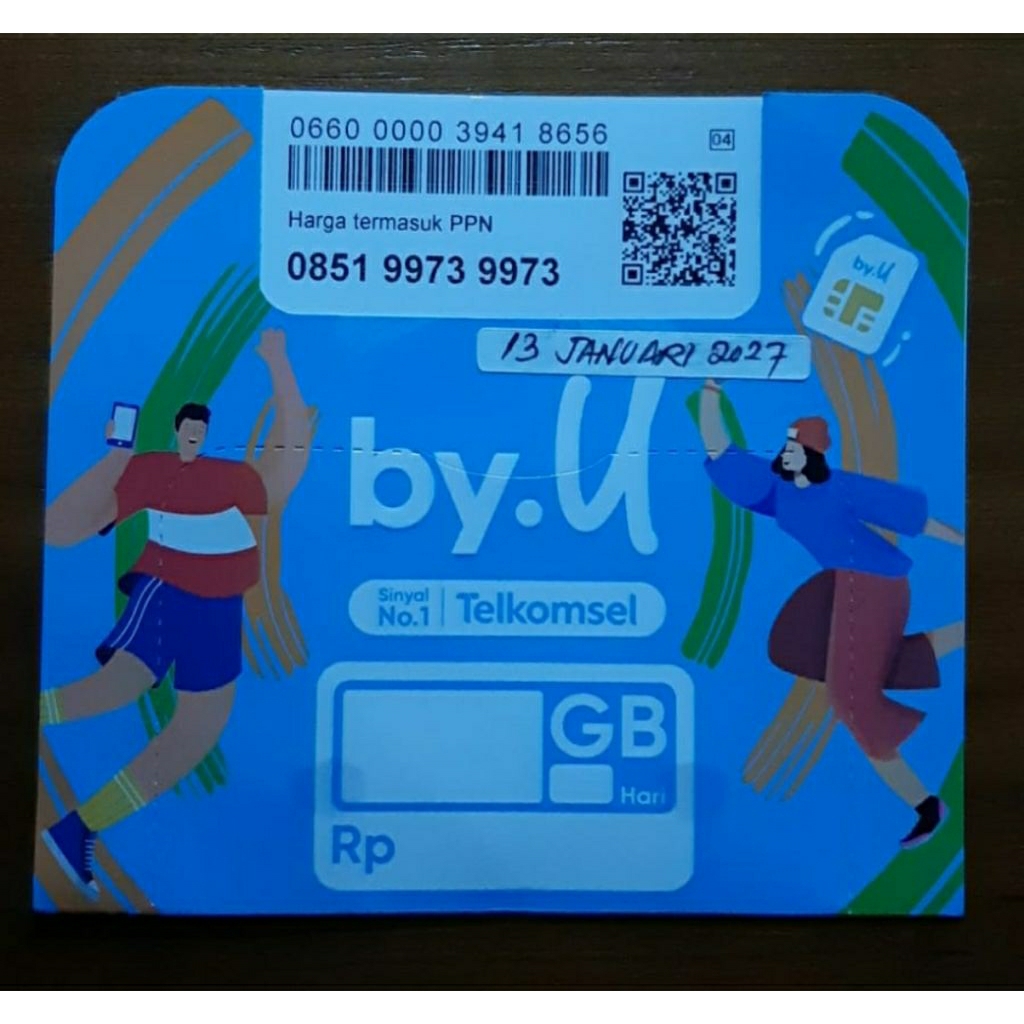 0660 0000 3941 8656
04
Harga termasuk PPN
0851 9973 9973
by.U
13 JANUARI 2027
by.U
Sinyal
No.1
Telkomsel
GB
Hari
Rp